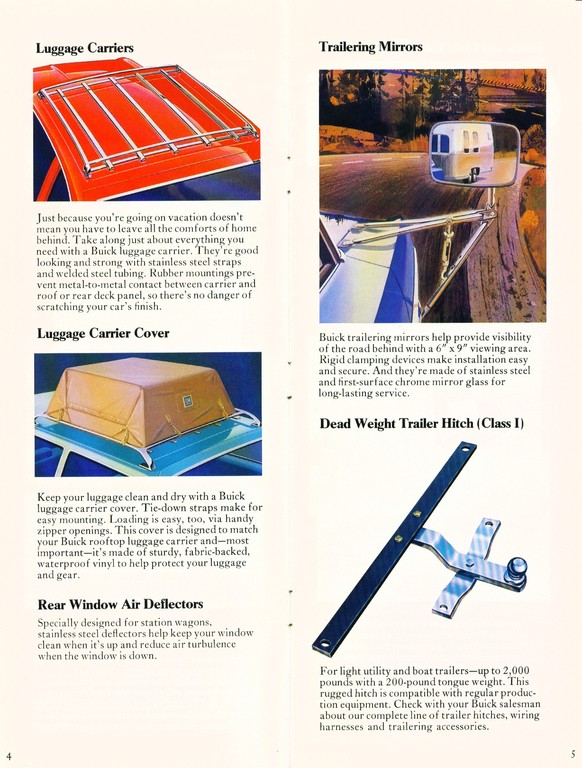 Luggage Carriers
Just because you're going on vacation doesn't
mean you have to leave all the comforts of home
behind. Take along just about everything you
need with a Buick luggage carrier. They're good
looking and strong with stainless steel straps
and welded steel tubing. Rubber mountings pre-
vent metal-to-metal contact between carrier and
roof or rear deck panel, so there's no danger of
scratching your car's finish.
Luggage Carrier Cover
Keep your luggage clean and dry with a Buick
luggage carrier cover. Tie-down straps make for
easy mounting. Loading is easy, too, via handy
zipper openings. This cover is designed to match
your Buick rooftop luggage carrier and—most
important—it's made of sturdy, fabric-backed,
waterproof vinyl to help protect your luggage
and gear.
Rear Window Air Deflectors
Specially designed for station wagons,
stainless steel deflectors help keep your window
clean when it's up and reduce air turbulence
when the window is down.
4
Trailering Mirrors
Buick trailering mirrors help provide visibility
of the road behind with a 6" x 9" viewing area.
Rigid clamping devices make installation easy
and secure. And they're made of stainless steel
and first-surface chrome mirror glass for
long-lasting service.
Dead Weight Trailer Hitch (Class I)
For light utility and boat trailers—up to 2,000
pounds with a 200-pound tongue weight. This
rugged hitch is compatible with regular produc-
tion equipment. Check with your Buick salesman
about our complete line of trailer hitches, wiring
harnesses and trailering accessories.
5